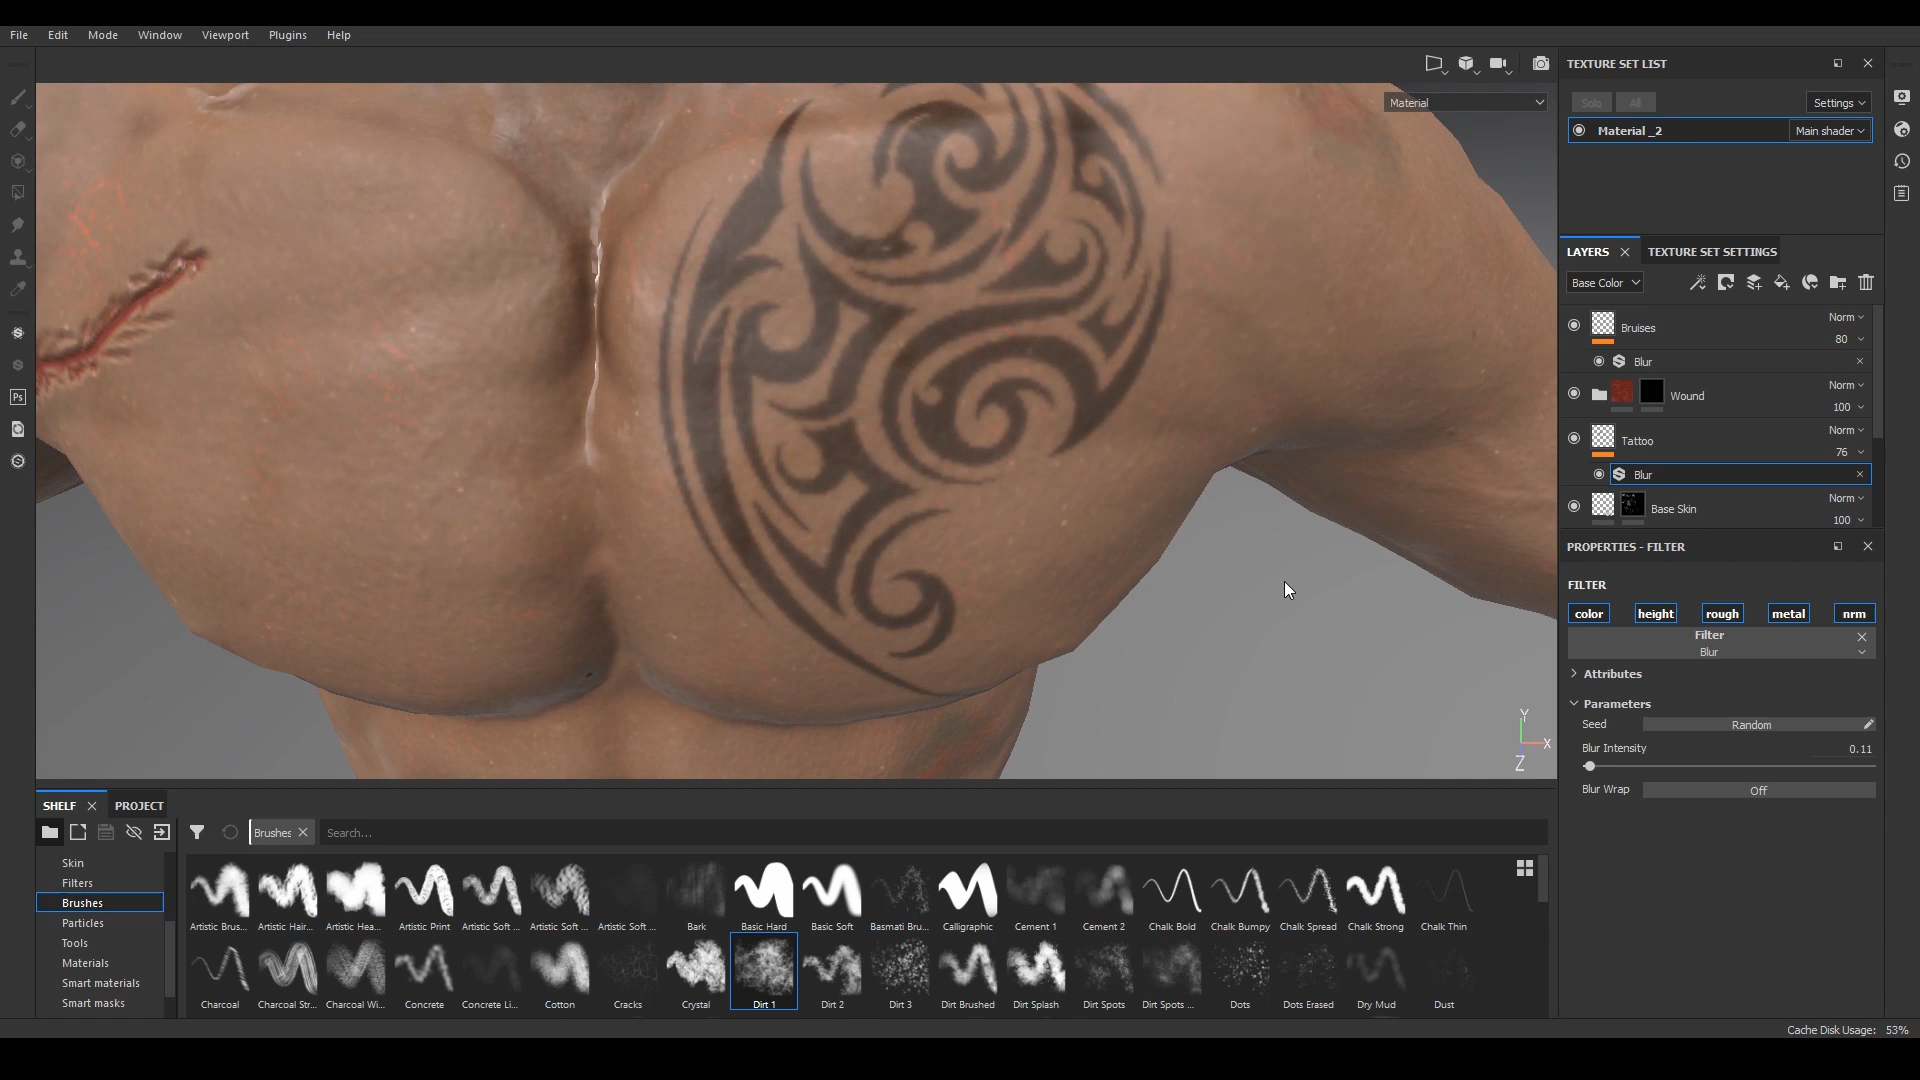 File Edit Mode Window Viewport Plugins Help
TEXTURE SET LIST
Material
Solo All Settings
Material _2 Main shader
LAYERS TEXTURE SET SETTINGS
Base Color
Norm
Bruises
80
Blur
Norm
Wound
100
Norm
Tattoo
76
Blur
Norm
Base Skin
100
PROPERTIES - FILTER
FILTER
color height rough metal nrm
Filter
Blur
Attributes
Parameters
Seed Random
Blur Intensity 0.11
Blur Wrap Off
Ps
Y
X
Z
SHELF PROJECT
Brushes Search...
Skin
Filters
Brushes
Particles
Tools
Materials
Smart materials
Smart masks
Artistic Brus... Artistic Hair... Artistic Hea... Artistic Print Artistic Soft ... Artistic Soft ... Artistic Soft ... Bark Basic Hard Basic Soft Basmati Bru... Calligraphic Cement 1 Cement 2 Chalk Bold Chalk Bumpy Chalk Spread Chalk Strong Chalk Thin
Charcoal Charcoal Str... Charcoal Wi... Concrete Concrete Li... Cotton Cracks Crystal Dirt 1 Dirt 2 Dirt 3 Dirt Brushed Dirt Splash Dirt Spots Dirt Spots ... Dots Dots Erased Dry Mud Dust
Cache Disk Usage: 53%